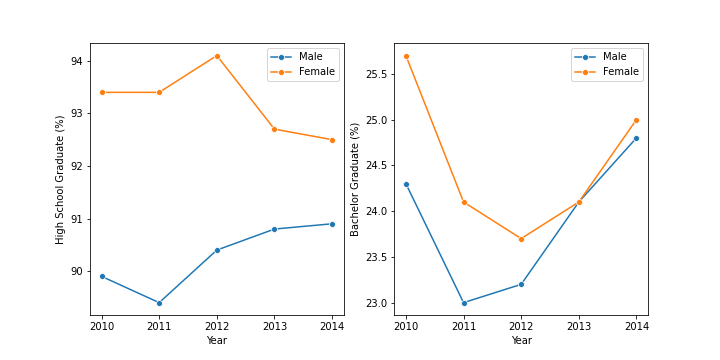 Male
Female
94
93
92
91
90
High School Graduate (%)
2010 2011 2012 2013 2014
Year
Male
Female
25.5
25.0
24.5
24.0
23.5
23.0
Bachelor Graduate (%)
2010 2011 2012 2013 2014
Year